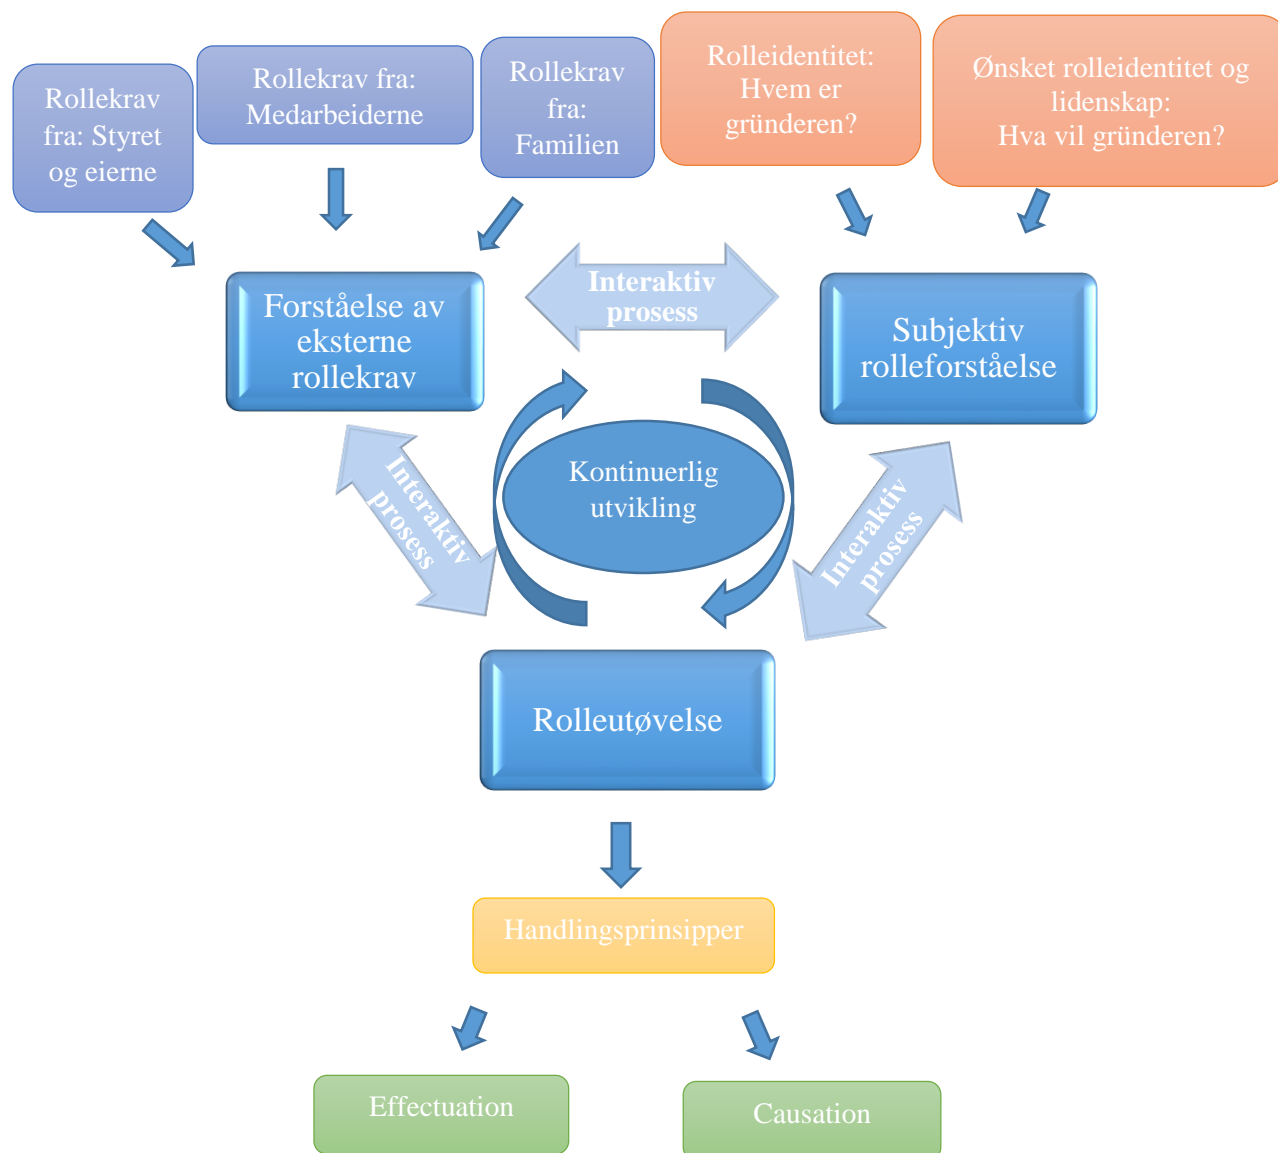 Rollekrav
fra: Styret
og eierne
Rollekrav fra:
Medarbeiderne
Rollekrav
fra:
Familien
Rolleidentitet:
Hvem er
gründeren?
Ønsket rolleidentitet og
lidenskap:
Hva vil gründeren?
Forståelse av
eksterne
rollekrav
Interaktiv
prosess
Subjektiv
rolleforståelse
Interaktiv
prosess
Kontinuerlig
utvikling
Interaktiv
prosess
Rolleutøvelse
Handlingsprinsipper
Effectuation
Causation